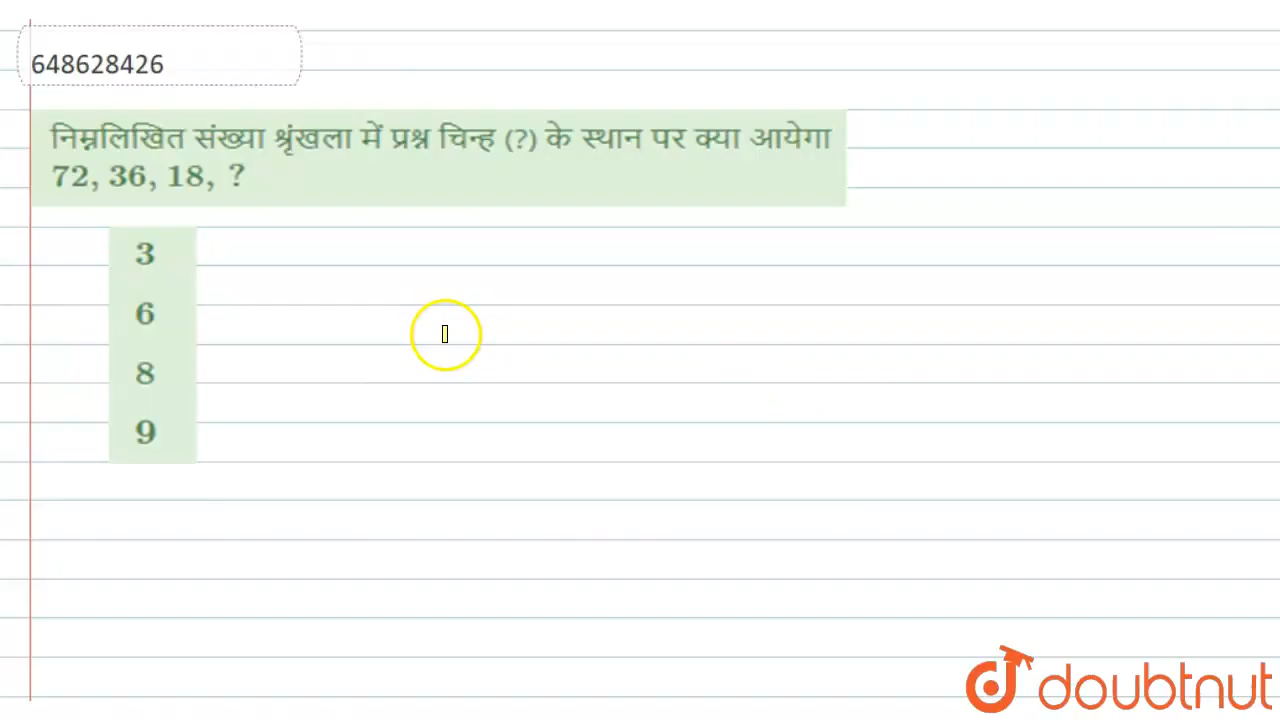 648628426
निम्नलिखित संख्या श्रृंखला में प्रश्न चिन्ह (?) के स्थान पर क्या आयेगा
72, 36, 18, ?
3
6
8
9
doubtnut